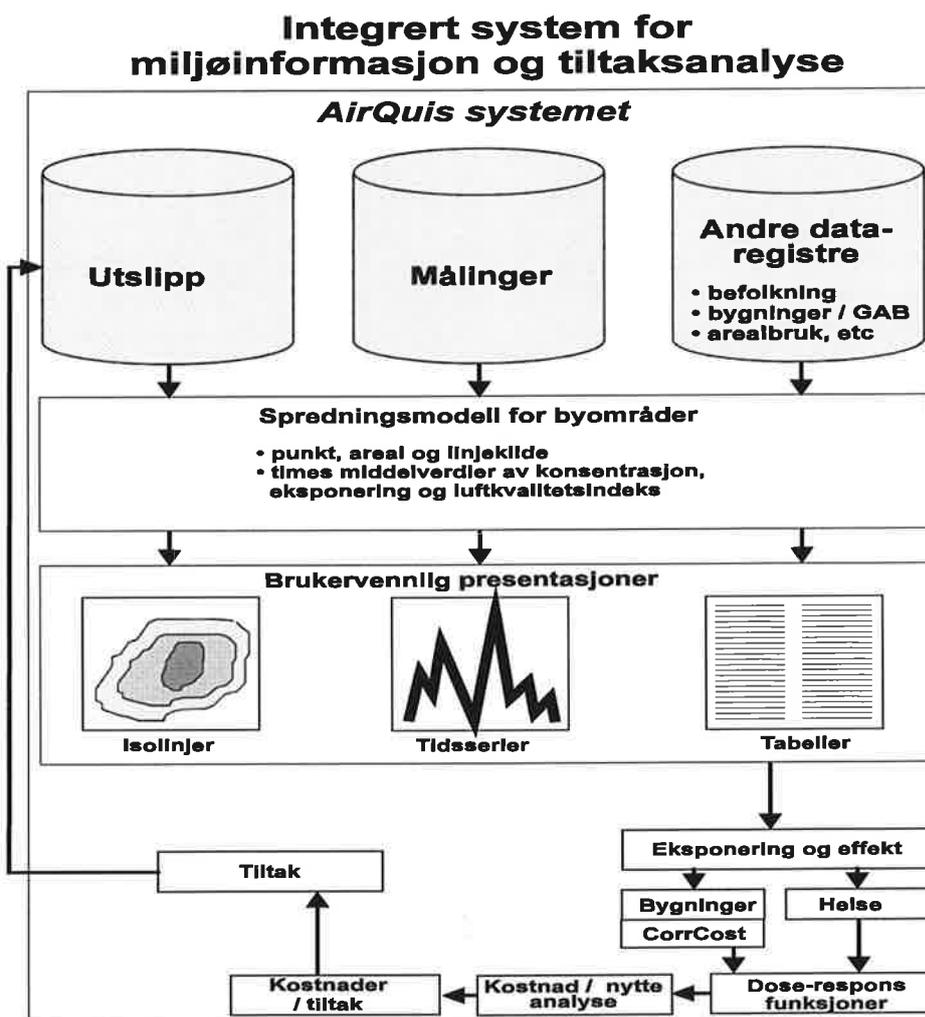 Integrert system for
miljøinformasjon og tiltaksanalyse
AirQuis systemet
Utslipp
Målinger
Andre data-
registre
• befolkning
• bygninger / GAB
• arealbruk, etc
Spredningsmodell for byområder
• punkt, areal og linjekilde
• times middelverdier av konsentrasjon,
eksponering og luftkvalitetsindeks
Brukervennlig presentasjoner
Isolinjer
Tidsserier
Tabeller
Eksponering og effekt
Tiltak
Bygninger
Helse
CorrCost
Kostnader
/ tiltak
Kostnad / nytte
analyse
Dose-respons
funksjoner